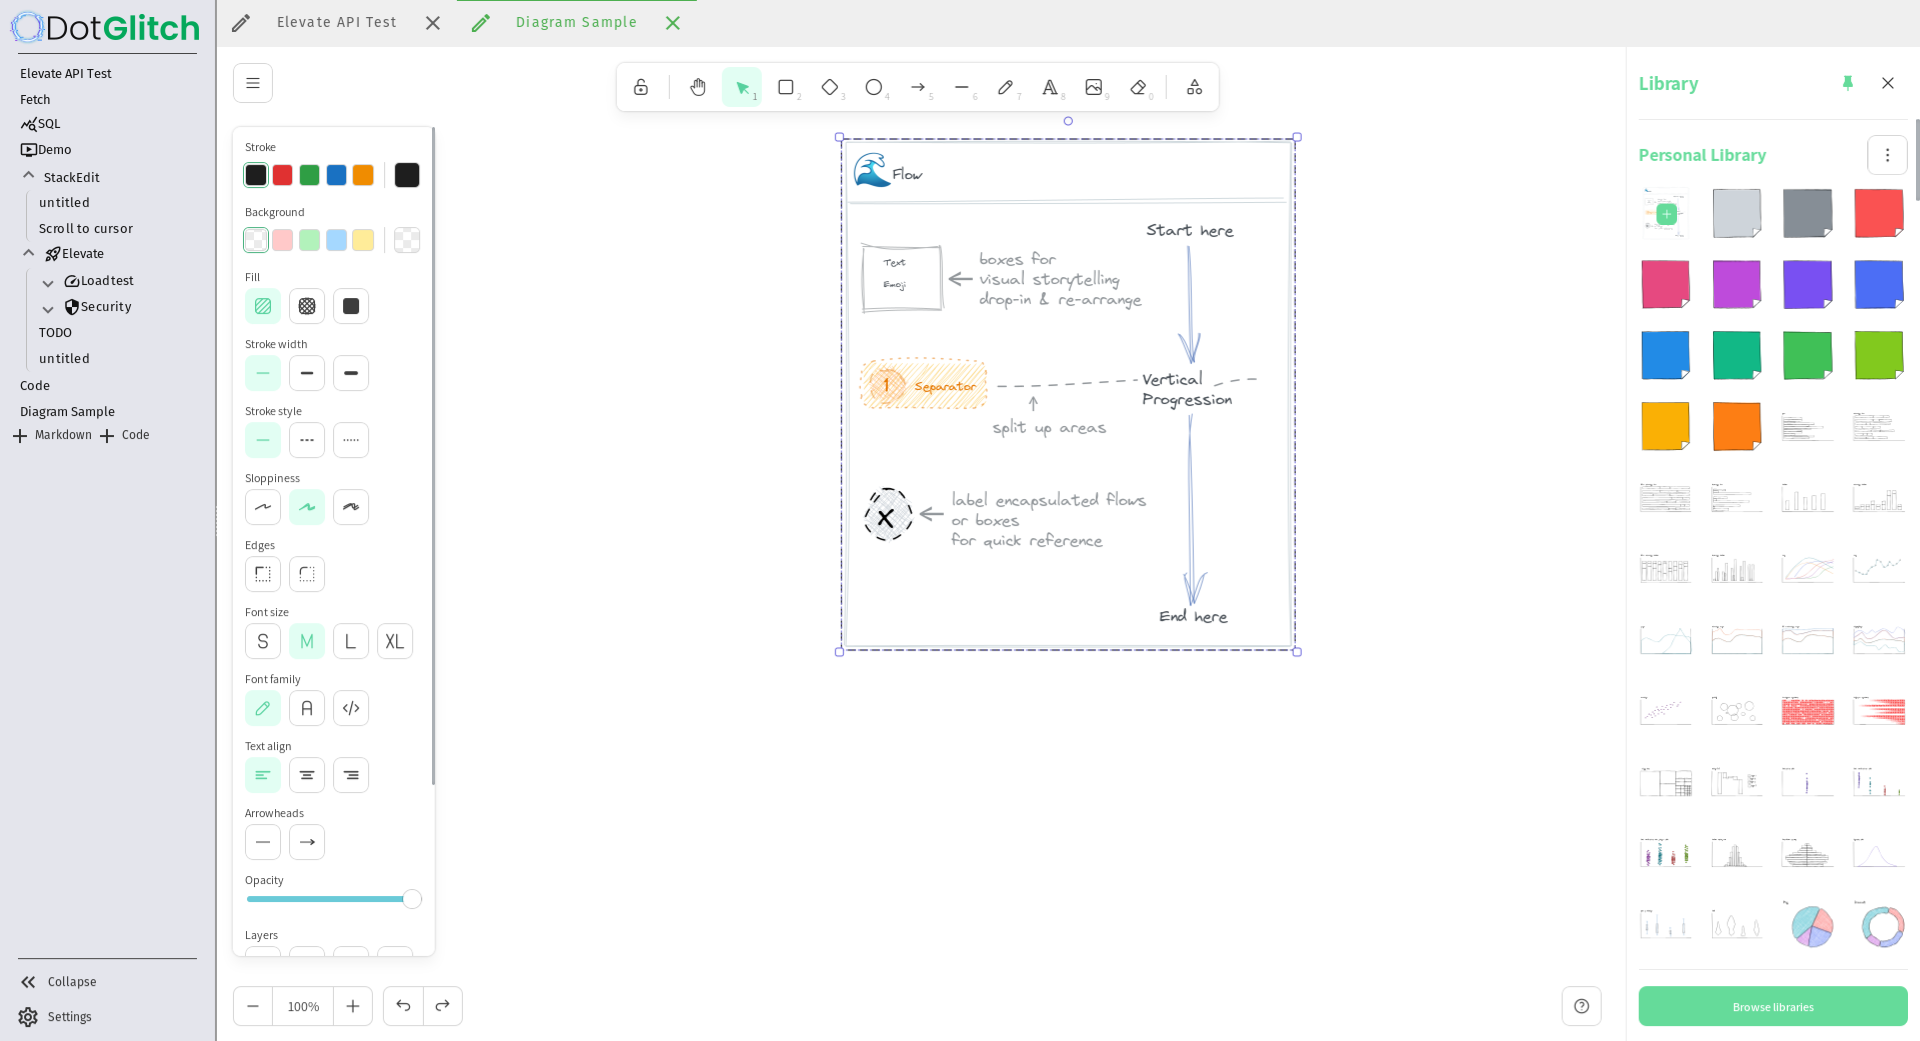 DotGlitch
Elevate API Test
Fetch
SQL
Demo
StackEdit
untitled
Scroll to cursor
Elevate
Loadtest
Security
TODO
untitled
Code
Diagram Sample
Markdown
Code
Collapse
Settings
Elevate API Test
Diagram Sample
1
2
3
4
5
6
7
8
9
0
Stroke
Background
Fill
Stroke width
Stroke style
Sloppiness
Edges
Font size
S
M
L
XL
Font family
Text align
Arrowheads
Opacity
Layers
100%
Flow
Start here
Text
Emoji
boxes for
visual storytelling
drop-in & re-arrange
1
Separator
Vertical
Progression
split up areas
X
label encapsulated flows
or boxes
for quick reference
End here
Library
Personal Library
Browse libraries